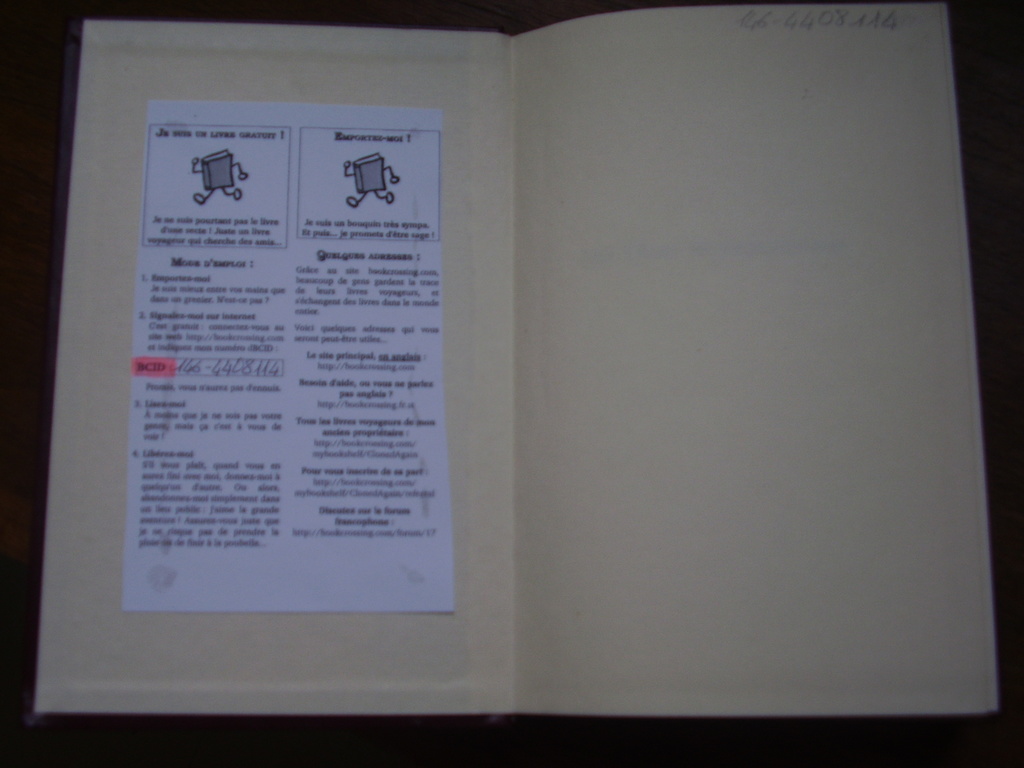 Je suis un livre gratuit !
Je ne suis pourtant pas le livre
d'une secte ! Juste un livre
voyageur qui cherche des amis...
Mode d'emploi :
1. Emportez-moi
Je suis mieux entre vos mains que
dans un grenier. N'est-ce pas ?
2. Signalez-moi sur internet
C'est gratuit : connectez-vous au
site web http://bookcrossing.com
et indiquez mon numéro (BCID) :
BCID : 146-4408114
Promis, vous n'aurez pas d'ennuis.
3. Lisez-moi
À moins que je ne sois pas votre
genre, mais ça c'est à vous de
voir !
4. Libérez-moi
S'il vous plaît, quand vous en
aurez fini avec moi, donnez-moi à
quelqu'un d'autre. Ou alors,
abandonnez-moi simplement dans
un lieu public : j'aime la grande
aventure ! Assurez-vous juste que
je ne risque pas de prendre la
pluie ou de finir à la poubelle...
Emportez-moi !
Je suis un bouquin très sympa.
Et puis... je promets d'être sage !
Quelques adresses :
Grâce au site bookcrossing.com,
beaucoup de gens gardent la trace
de leurs livres voyageurs, et
s'échangent des livres dans le monde
entier.
Voici quelques adresses qui vous
seront peut-être utiles...
Le site principal, en anglais :
http://bookcrossing.com
Besoin d'aide, ou vous ne parlez
pas anglais ?
http://bookcrossing.fr.st
Tous les livres voyageurs de mon
ancien propriétaire :
http://bookcrossing.com/
mybookshelf/ClonedAgain
Pour vous inscrire de sa part :
http://bookcrossing.com/
mybookshelf/ClonedAgain/referral
Discutez sur le forum
francophone :
http://bookcrossing.com/forum/17
146-4408114